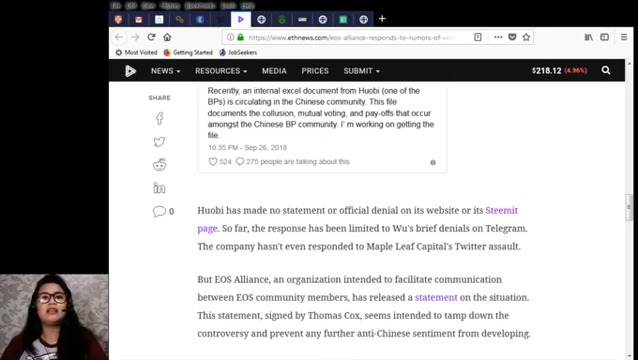 File Edit View History Bookmarks Tools Help
https://www.ethnews.com/eos-alliance-responds-to-rumors-of-vo
Most Visited Getting Started JobSeekers
NEWS RESOURCES MEDIA PRICES SUBMIT $218.12 (4.96%)
SHARE
0
Recently, an internal excel document from Huobi (one of the
BPs) is circulating in the Chinese community. This file
documents the collusion, mutual voting, and pay-offs that occur
amongst the Chinese BP community. I' m working on getting the
file.
10:35 PM - Sep 26, 2018
524 275 people are talking about this
Huobi has made no statement or official denial on its website or its Steemit
page. So far, the response has been limited to Wu's brief denials on Telegram.
The company hasn't even responded to Maple Leaf Capital's Twitter assault.
But EOS Alliance, an organization intended to facilitate communication
between EOS community members, has released a statement on the situation.
This statement, signed by Thomas Cox, seems intended to tamp down the
controversy and prevent any further anti-Chinese sentiment from developing.